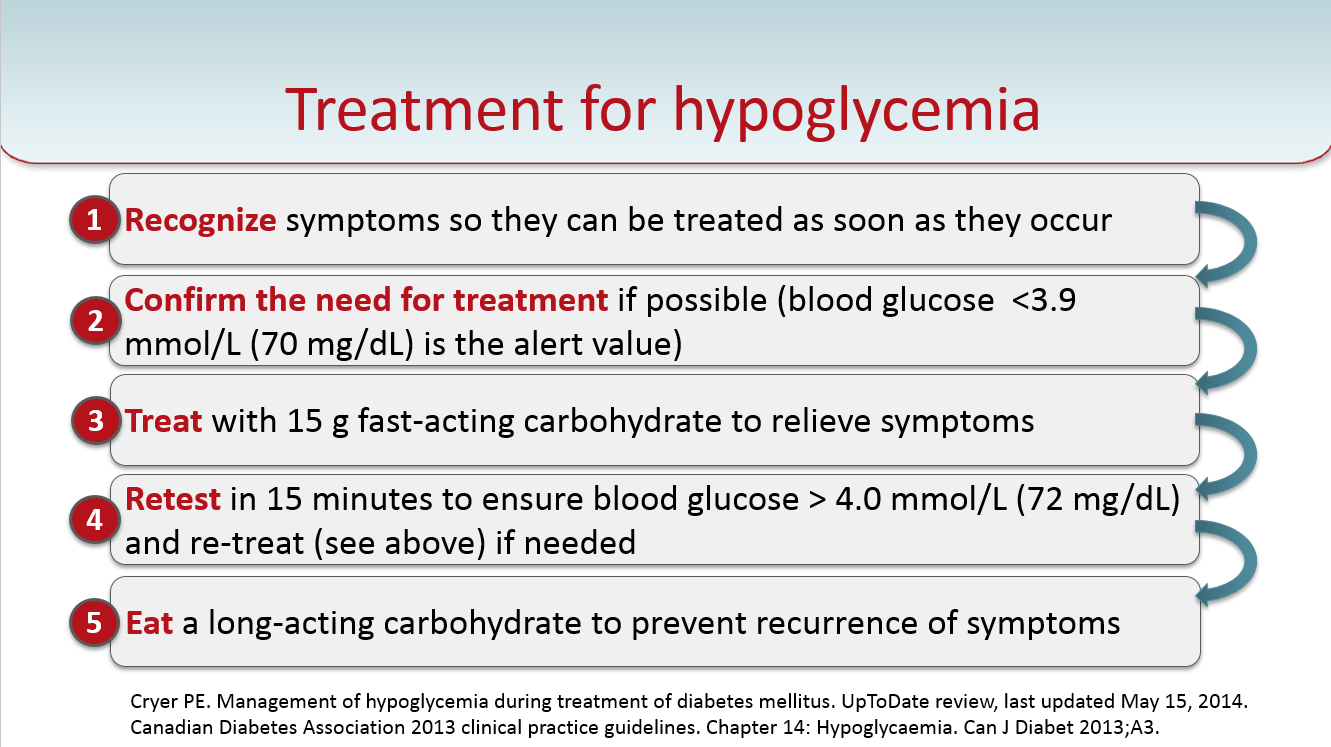 Treatment for hypoglycemia
1 Recognize symptoms so they can be treated as soon as they occur
2 Confirm the need for treatment if possible (blood glucose  <3.9
mmol/L (70 mg/dL) is the alert value)
3 Treat with 15 g fast-acting carbohydrate to relieve symptoms
4 Retest in 15 minutes to ensure blood glucose > 4.0 mmol/L (72 mg/dL)
and re-treat (see above) if needed
5 Eat a long-acting carbohydrate to prevent recurrence of symptoms
Cryer PE. Management of hypoglycemia during treatment of diabetes mellitus. UpToDate review, last updated May 15, 2014.
Canadian Diabetes Association 2013 clinical practice guidelines. Chapter 14: Hypoglycaemia. Can J Diabet 2013;A3.